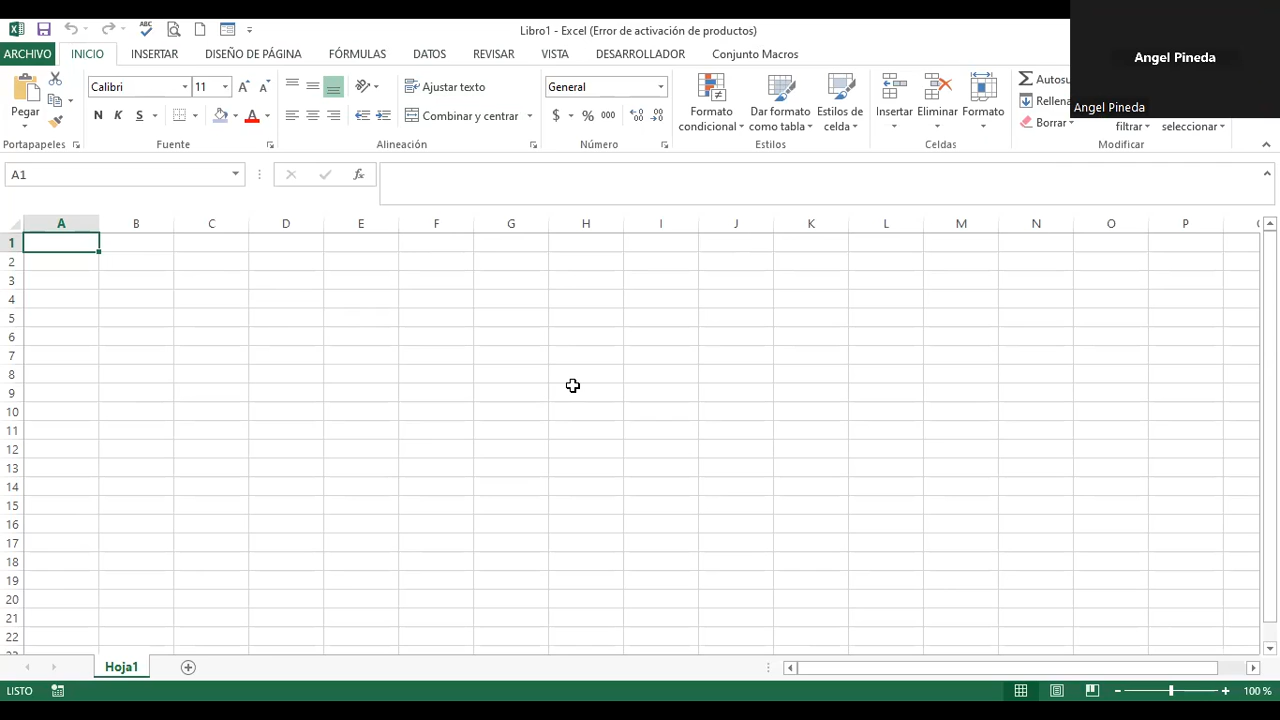 Libro1 - Excel (Error de activación de productos)
Angel Pineda
Angel Pineda
ARCHIVO INICIO INSERTAR DISEÑO DE PÁGINA FÓRMULAS DATOS REVISAR VISTA DESARROLLADOR Conjunto Macros
Pegar
Calibri 11
N K S
Ajustar texto
Combinar y centrar
General
$ % 000
Formato condicional
Dar formato como tabla
Estilos de celda
Insertar Eliminar Formato
Autosu
Rellena
Borrar
filtrar seleccionar
Portapapeles Fuente Alineación Número Estilos Celdas Modificar
A1 fx
A B C D E F G H I J K L M N O P
1
2
3
4
5
6
7
8
9
10
11
12
13
14
15
16
17
18
19
20
21
22
Hoja1
LISTO 100 %